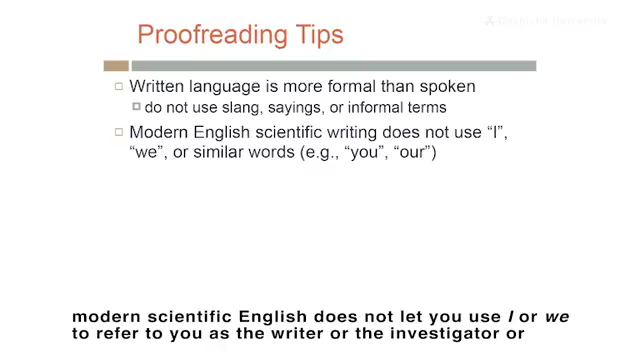 Proofreading Tips
Written language is more formal than spoken
do not use slang, sayings, or informal terms
Modern English scientific writing does not use “I”,
“we”, or similar words (e.g., “you”, “our”)
modern scientific English does not let you use I or we
to refer to you as the writer or the investigator or